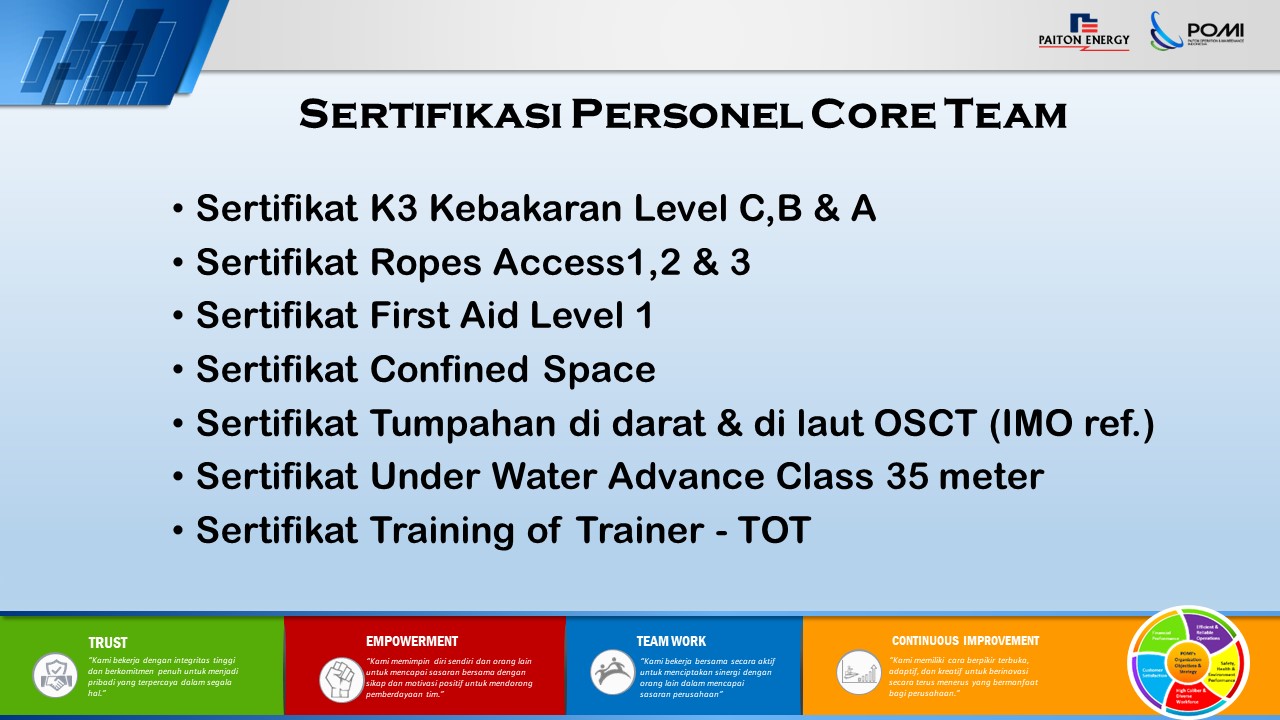 PAITON ENERGY
POMI
PAITON OPERATION & MAINTENANCE
INDONESIA
Sertifikasi Personel Core Team
• Sertifikat K3 Kebakaran Level C,B & A
• Sertifikat Ropes Access1,2 & 3
• Sertifikat First Aid Level 1
• Sertifikat Confined Space
• Sertifikat Tumpahan di darat & di laut OSCT (IMO ref.)
• Sertifikat Under Water Advance Class 35 meter
• Sertifikat Training of Trainer - TOT
TRUST
"Kami bekerja dengan integritas tinggi
dan berkomitmen penuh untuk menjadi
pribadi yang terpercaya dalam segala
hal."
EMPOWERMENT
"Kami memimpin diri sendiri dan orang lain
untuk mencapai sasaran bersama dengan
sikap dan motivasi positif untuk mendorong
pemberdayaan tim."
TEAM WORK
"Kami bekerja bersama secara aktif
untuk menciptakan sinergi dengan
orang lain dalam mencapai
sasaran perusahaan"
CONTINUOUS IMPROVEMENT
"Kami memiliki cara berpikir terbuka,
adaptif, dan kreatif untuk berinovasi
secara terus menerus yang bermanfaat
bagi perusahaan."
Financial
Performance
Efficient &
Reliable
Operations
Safety,
Health &
Environment
Performance
High Caliber &
Diverse
Workforce
Customer
Satisfaction
POMI's
Organization
Objectives &
Strategy